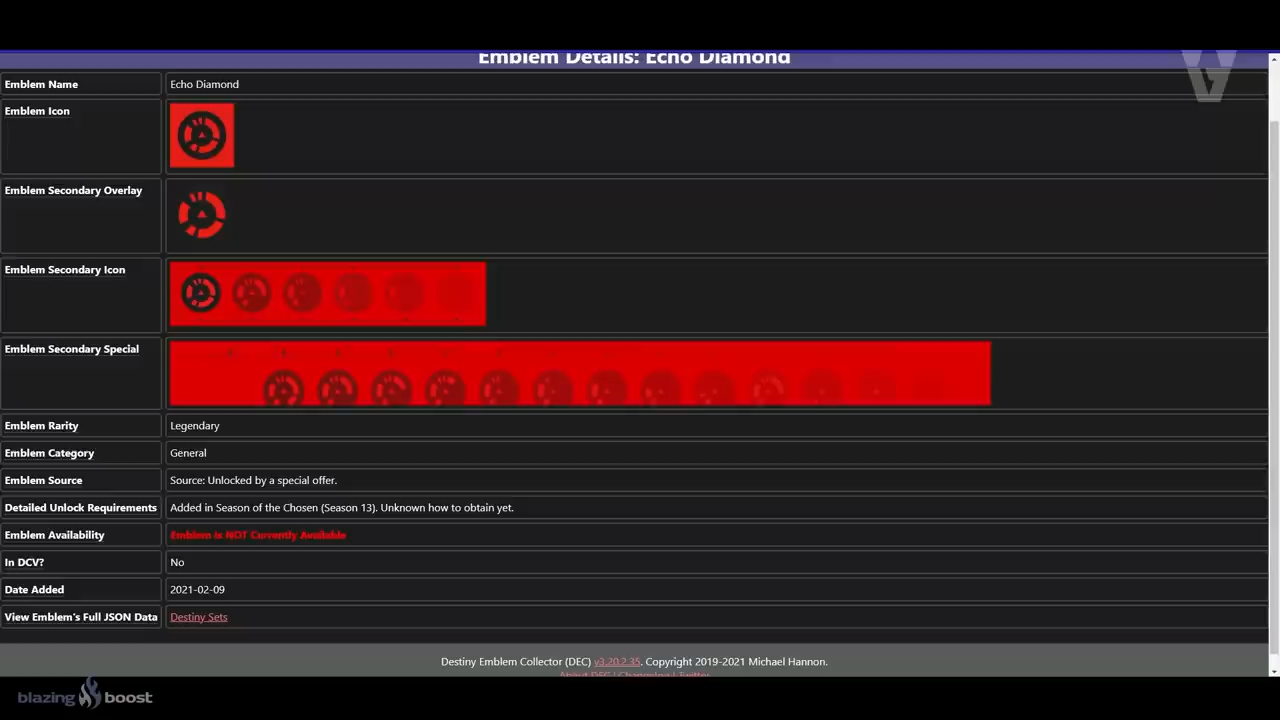 Emblem Details: Echo Diamond
Emblem Name Echo Diamond
Emblem Icon
Emblem Secondary Overlay
Emblem Secondary Icon
Emblem Secondary Special
Emblem Rarity Legendary
Emblem Category General
Emblem Source Source: Unlocked by a special offer.
Detailed Unlock Requirements Added in Season of the Chosen (Season 13). Unknown how to obtain yet.
Emblem Availability Emblem is NOT Currently Available
In DCV? No
Date Added 2021-02-09
View Emblem's Full JSON Data Destiny Sets
Destiny Emblem Collector (DEC) v3.20.2.35. Copyright 2019-2021 Michael Hannon.
About DEC | Changelog | Twitter
blazing boost